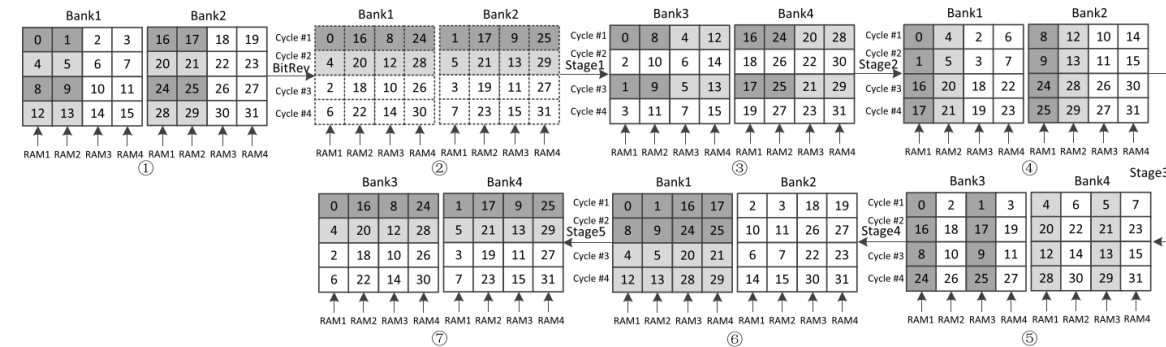 Bank1 Bank2 Bank1 Bank2 Bank3 Bank4 Bank1 Bank2
0 1 2 3 16 17 18 19 Cycle #1 0 16 8 24 1 17 9 25 Cycle #1 0 8 4 12 16 24 20 28 Cycle #1 0 4 2 6 8 12 10 14
4 5 6 7 20 21 22 23 Cycle #2 4 20 12 28 5 21 13 29 Cycle #2 2 10 6 14 18 26 22 30 Cycle #2 1 5 3 7 9 13 11 15
BitRev Stage1 Stage2
8 9 10 11 24 25 26 27 Cycle #3 2 18 10 26 3 19 11 27 Cycle #3 1 9 5 13 17 25 21 29 Cycle #3 16 20 18 22 24 28 26 30
12 13 14 15 28 29 30 31 Cycle #4 6 22 14 30 7 23 15 31 Cycle #4 3 11 7 15 19 27 23 31 Cycle #4 17 21 19 23 25 29 27 31
RAM1 RAM2 RAM3 RAM4 RAM1 RAM2 RAM3 RAM4 RAM1 RAM2 RAM3 RAM4 RAM1 RAM2 RAM3 RAM4 RAM1 RAM2 RAM3 RAM4 RAM1 RAM2 RAM3 RAM4 RAM1 RAM2 RAM3 RAM4 RAM1 RAM2 RAM3 RAM4
① ② ③ ④
Stage3
Bank3 Bank4 Bank1 Bank2 Bank3 Bank4
0 16 8 24 1 17 9 25 Cycle #1 0 1 16 17 2 3 18 19 Cycle #1 0 2 1 3 4 6 5 7
4 20 12 28 5 21 13 29 Cycle #2 8 9 24 25 10 11 26 27 Cycle #2 16 18 17 19 20 22 21 23
Stage5 Stage4
2 18 10 26 3 19 11 27 Cycle #3 4 5 20 21 6 7 22 23 Cycle #3 8 10 9 11 12 14 13 15
6 22 14 30 7 23 15 31 Cycle #4 12 13 28 29 14 15 30 31 Cycle #4 24 26 25 27 28 30 29 31
RAM1 RAM2 RAM3 RAM4 RAM1 RAM2 RAM3 RAM4 RAM1 RAM2 RAM3 RAM4 RAM1 RAM2 RAM3 RAM4 RAM1 RAM2 RAM3 RAM4 RAM1 RAM2 RAM3 RAM4
⑦ ⑥ ⑤